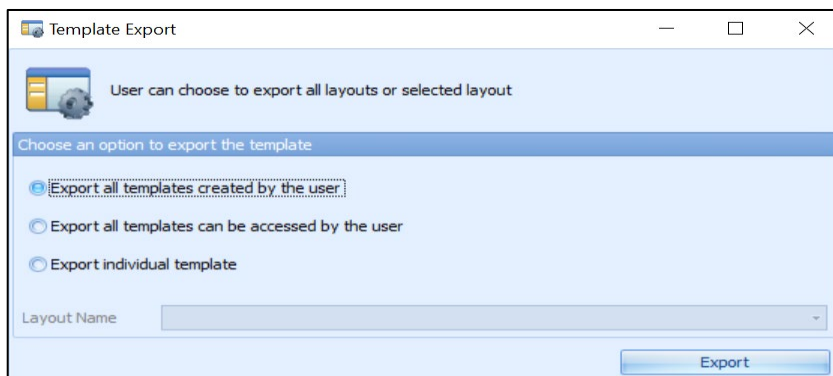 Template Export
User can choose to export all layouts or selected layout
Choose an option to export the template
Export all templates created by the user
Export all templates can be accessed by the user
Export individual template
Layout Name
Export